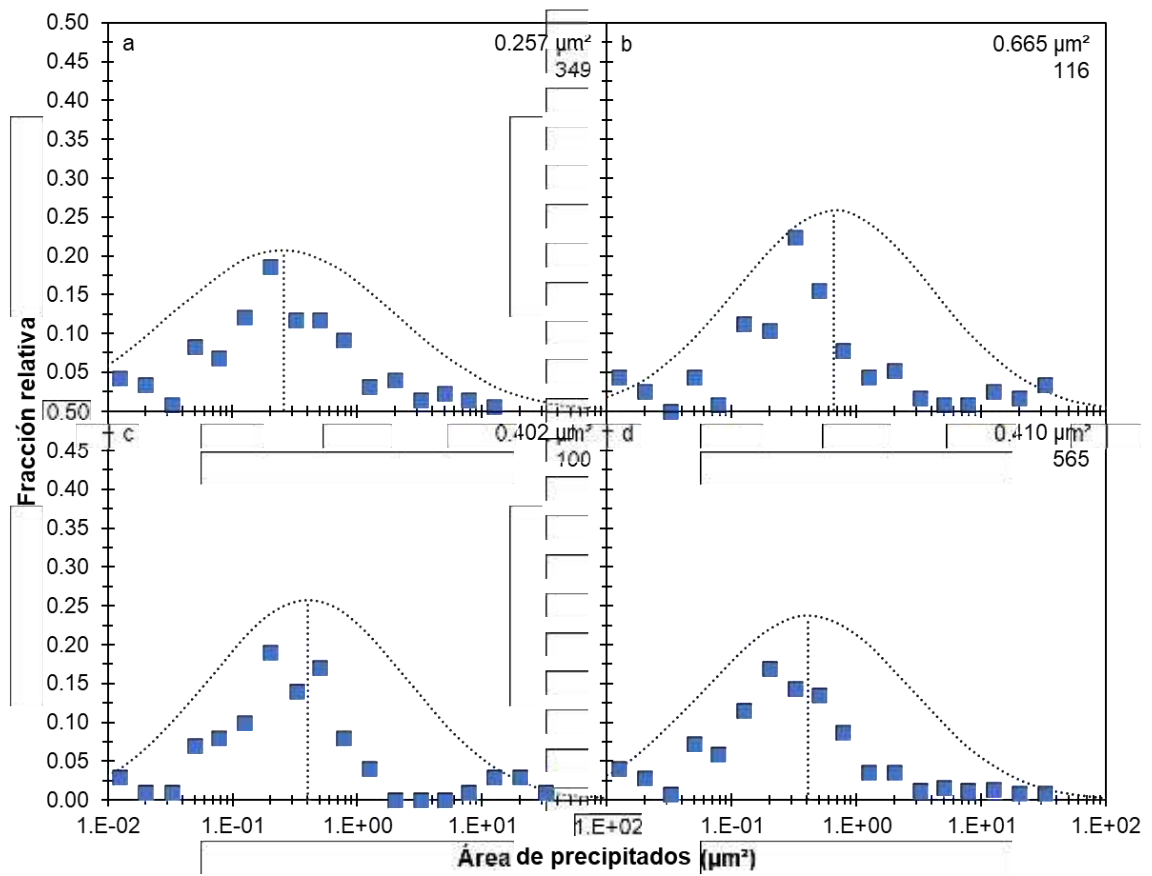 0.50
0.45
0.40
0.35
0.30
0.25
0.20
0.15
0.10
0.05
a
0.257 µm²
349
b
0.665 µm²
116
Fracción relativa
0.50
0.45
0.40
0.35
0.30
0.25
0.20
0.15
0.10
0.05
0.00
c
0.402 µm²
100
d
0.410 µm²
565
1.E-02 1.E-01 1.E+00 1.E+01 1.E+02 1.E-01 1.E+00 1.E+01 1.E+02
Área de precipitados (µm²)